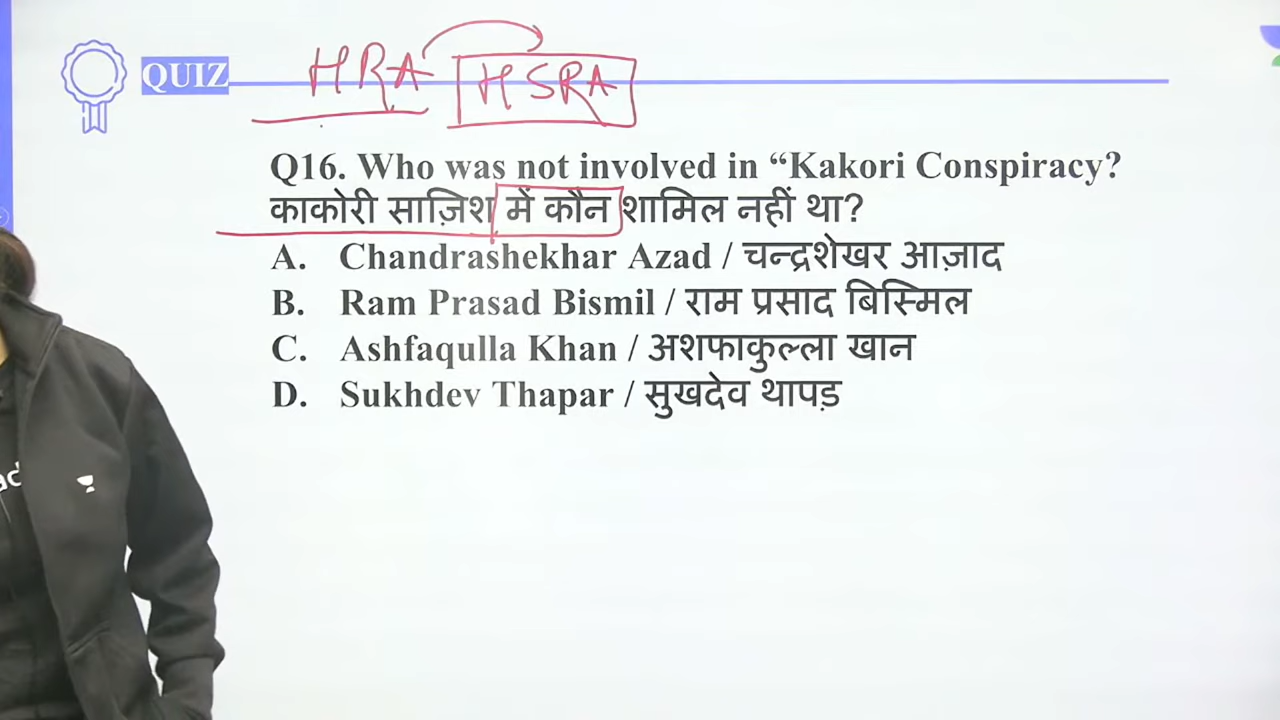 HRA HSRA
QUIZ
Q16. Who was not involved in “Kakori Conspiracy?
काकोरी साज़िश में कौन शामिल नहीं था?
A. Chandrashekhar Azad / चन्द्रशेखर आज़ाद
B. Ram Prasad Bismil / राम प्रसाद बिस्मिल
C. Ashfaqulla Khan / अशफाकुल्ला खान
D. Sukhdev Thapar / सुखदेव थापड़
ad